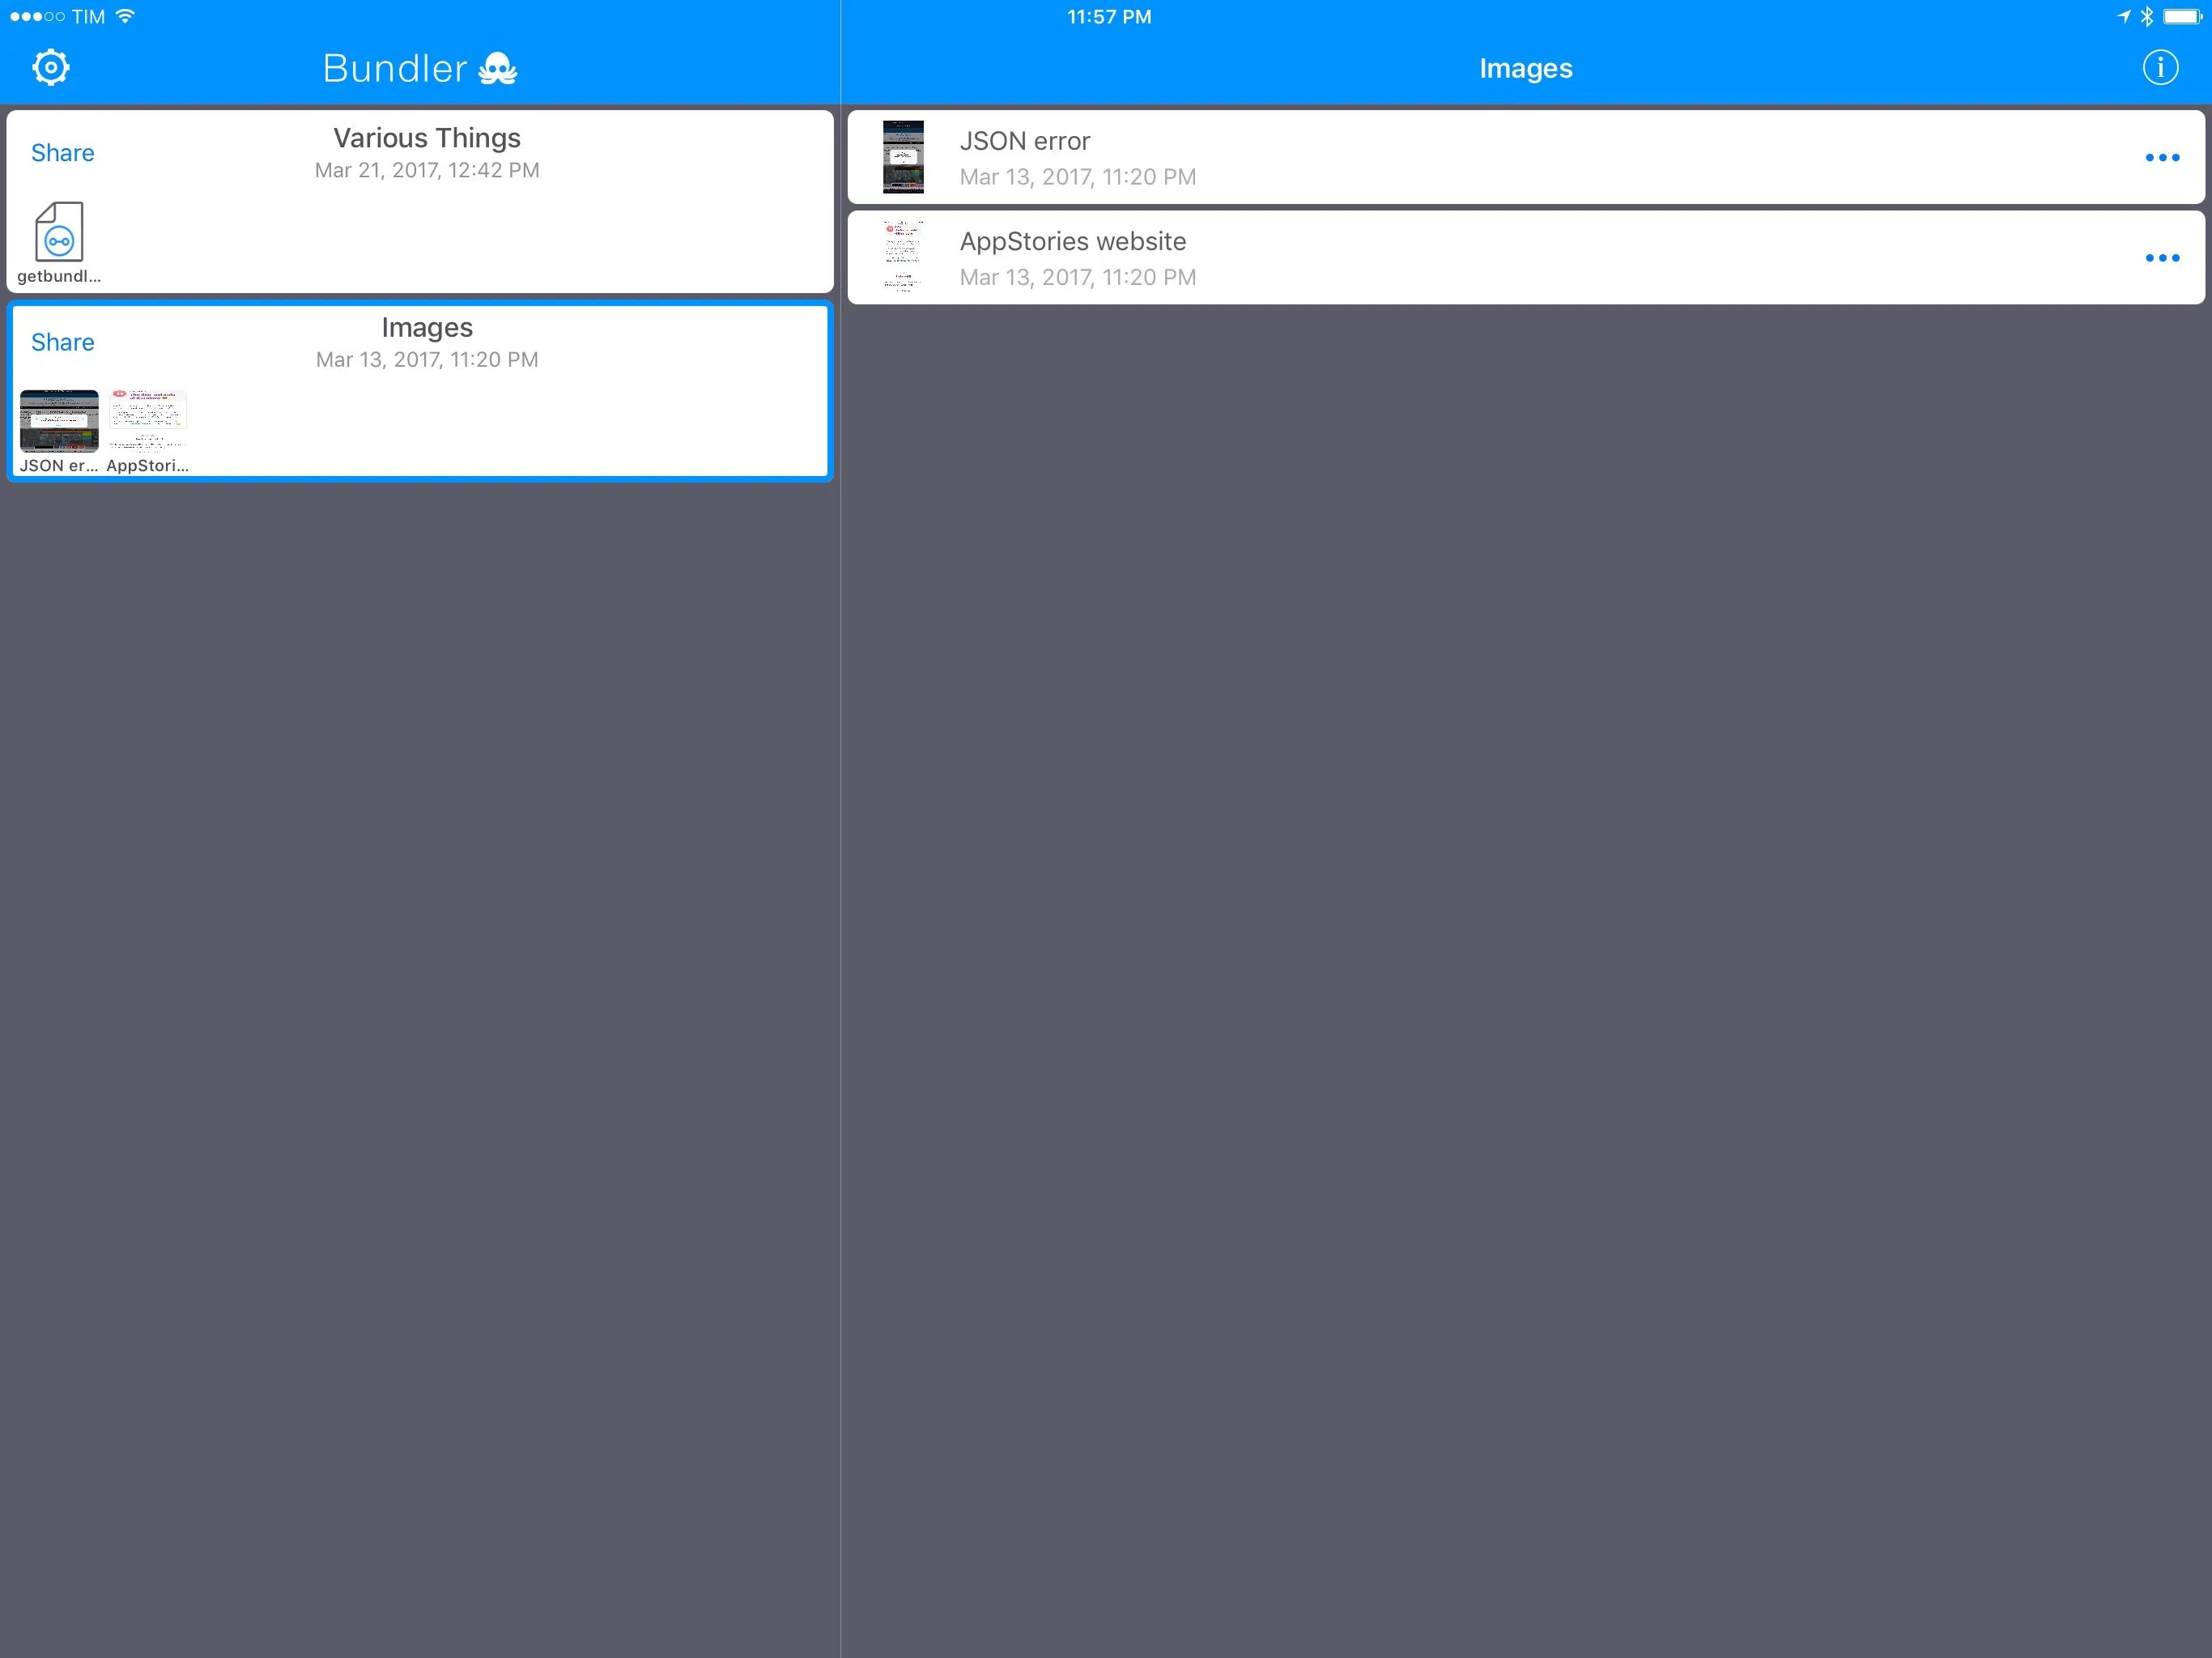 TIM
11:57 PM
Bundler
Images
Share
Various Things
Mar 21, 2017, 12:42 PM
getbundl...
Share
Images
Mar 13, 2017, 11:20 PM
JSON er...
AppStori...
JSON error
Mar 13, 2017, 11:20 PM
AppStories website
Mar 13, 2017, 11:20 PM